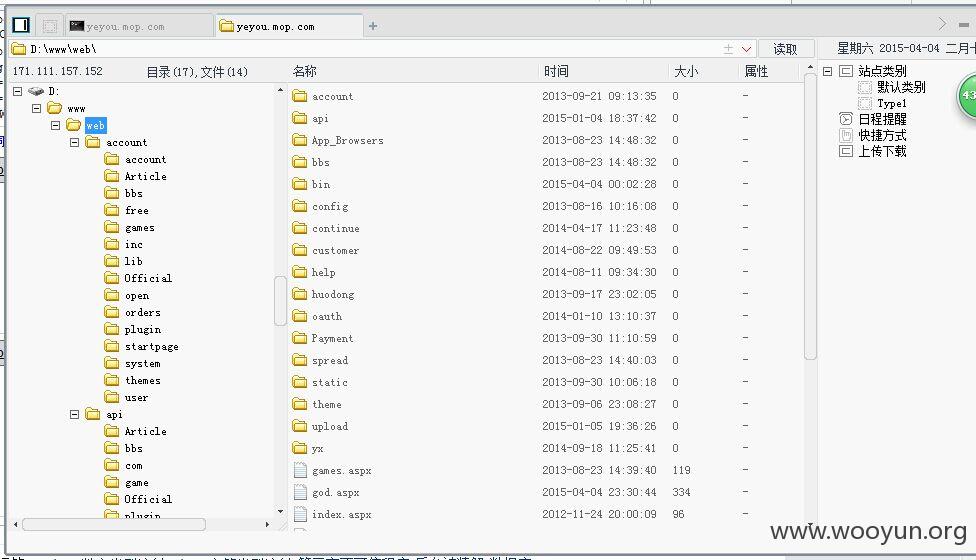 yeyou.mop.com
yeyou.mop.com
D:\www\web\
读取
星期六 2015-04-04 二月十
171.111.157.152
目录(17),文件(14)
名称
时间
大小
属性
D:
www
web
account
account
Article
bbs
free
games
inc
lib
Official
open
orders
plugin
startpage
system
themes
user
api
Article
bbs
com
game
Official
plugin
account 2013-09-21 09:13:35 0 -
api 2015-01-04 18:37:42 0 -
App_Browsers 2013-08-23 14:48:32 0 -
bbs 2013-08-23 14:48:32 0 -
bin 2015-04-04 00:02:28 0 -
config 2013-08-16 10:16:08 0 -
continue 2014-04-17 11:23:48 0 -
customer 2014-08-22 09:49:53 0 -
help 2014-08-11 09:34:30 0 -
huodong 2013-09-17 23:02:05 0 -
oauth 2014-01-10 13:10:37 0 -
Payment 2013-09-30 11:10:59 0 -
spread 2013-08-23 14:40:03 0 -
static 2013-09-30 10:06:18 0 -
theme 2013-09-06 23:08:27 0 -
upload 2015-01-05 19:36:26 0 -
yx 2014-09-18 11:25:41 0 -
games.aspx 2013-08-23 14:39:40 119 -
god.aspx 2015-04-04 23:30:44 334 -
index.aspx 2012-11-24 20:00:09 96 -
站点类别
默认类别
Type1
日程提醒
快捷方式
上传下载
43
www.wooyun.org